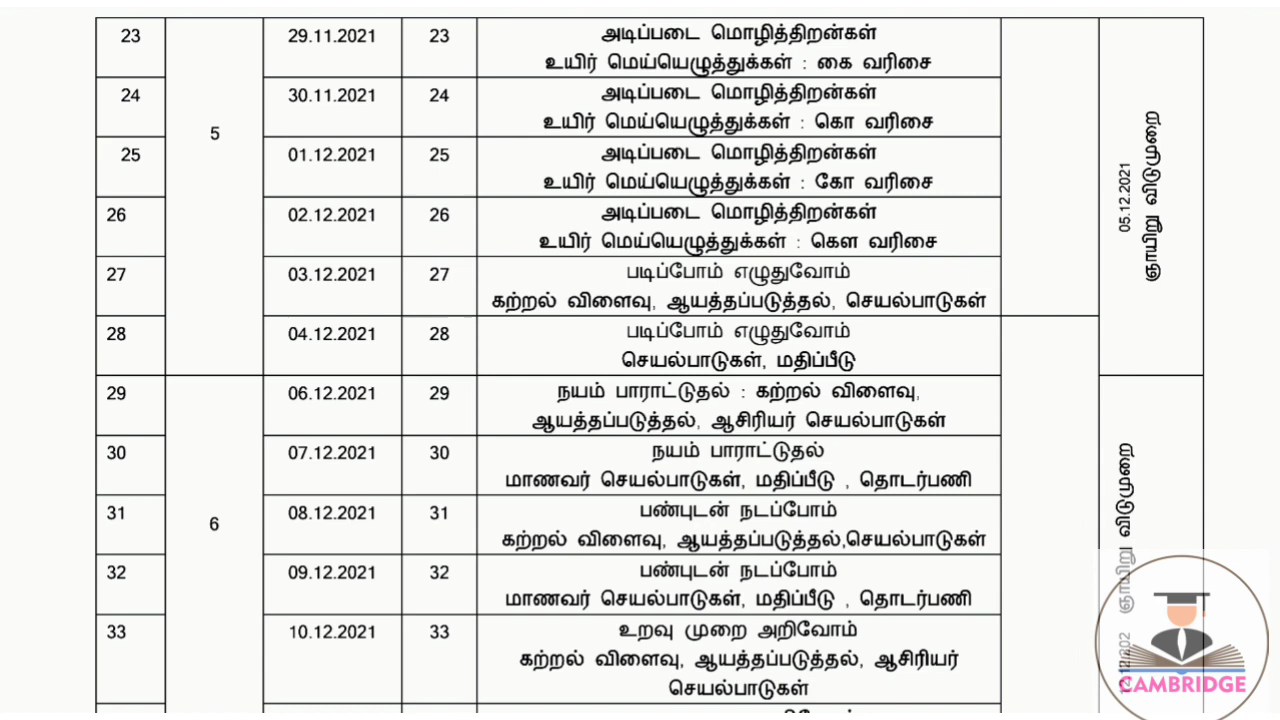 23 5 29.11.2021 23 அடிப்படை மொழித்திறன்கள்
உயிர் மெய்யெழுத்துக்கள் : கை வரிசை
24 30.11.2021 24 அடிப்படை மொழித்திறன்கள்
உயிர் மெய்யெழுத்துக்கள் : கொ வரிசை
25 01.12.2021 25 அடிப்படை மொழித்திறன்கள்
உயிர் மெய்யெழுத்துக்கள் : கோ வரிசை
26 02.12.2021 26 அடிப்படை மொழித்திறன்கள்
உயிர் மெய்யெழுத்துக்கள் : கௌ வரிசை
27 03.12.2021 27 படிப்போம் எழுதுவோம்
கற்றல் விளைவு, ஆயத்தப்படுத்தல், செயல்பாடுகள்
28 04.12.2021 28 படிப்போம் எழுதுவோம்
செயல்பாடுகள், மதிப்பீடு
05.12.2021
ஞாயிறு விடுமுறை
29 6 06.12.2021 29 நயம் பாராட்டுதல் : கற்றல் விளைவு,
ஆயத்தப்படுத்தல், ஆசிரியர் செயல்பாடுகள்
30 07.12.2021 30 நயம் பாராட்டுதல்
மாணவர் செயல்பாடுகள், மதிப்பீடு , தொடர்பணி
31 08.12.2021 31 பண்புடன் நடப்போம்
கற்றல் விளைவு, ஆயத்தப்படுத்தல்,செயல்பாடுகள்
32 09.12.2021 32 பண்புடன் நடப்போம்
மாணவர் செயல்பாடுகள், மதிப்பீடு , தொடர்பணி
33 10.12.2021 33 உறவு முறை அறிவோம்
கற்றல் விளைவு, ஆயத்தப்படுத்தல், ஆசிரியர்
செயல்பாடுகள்
ஞாயிறு விடுமுறை
CAMBRIDGE